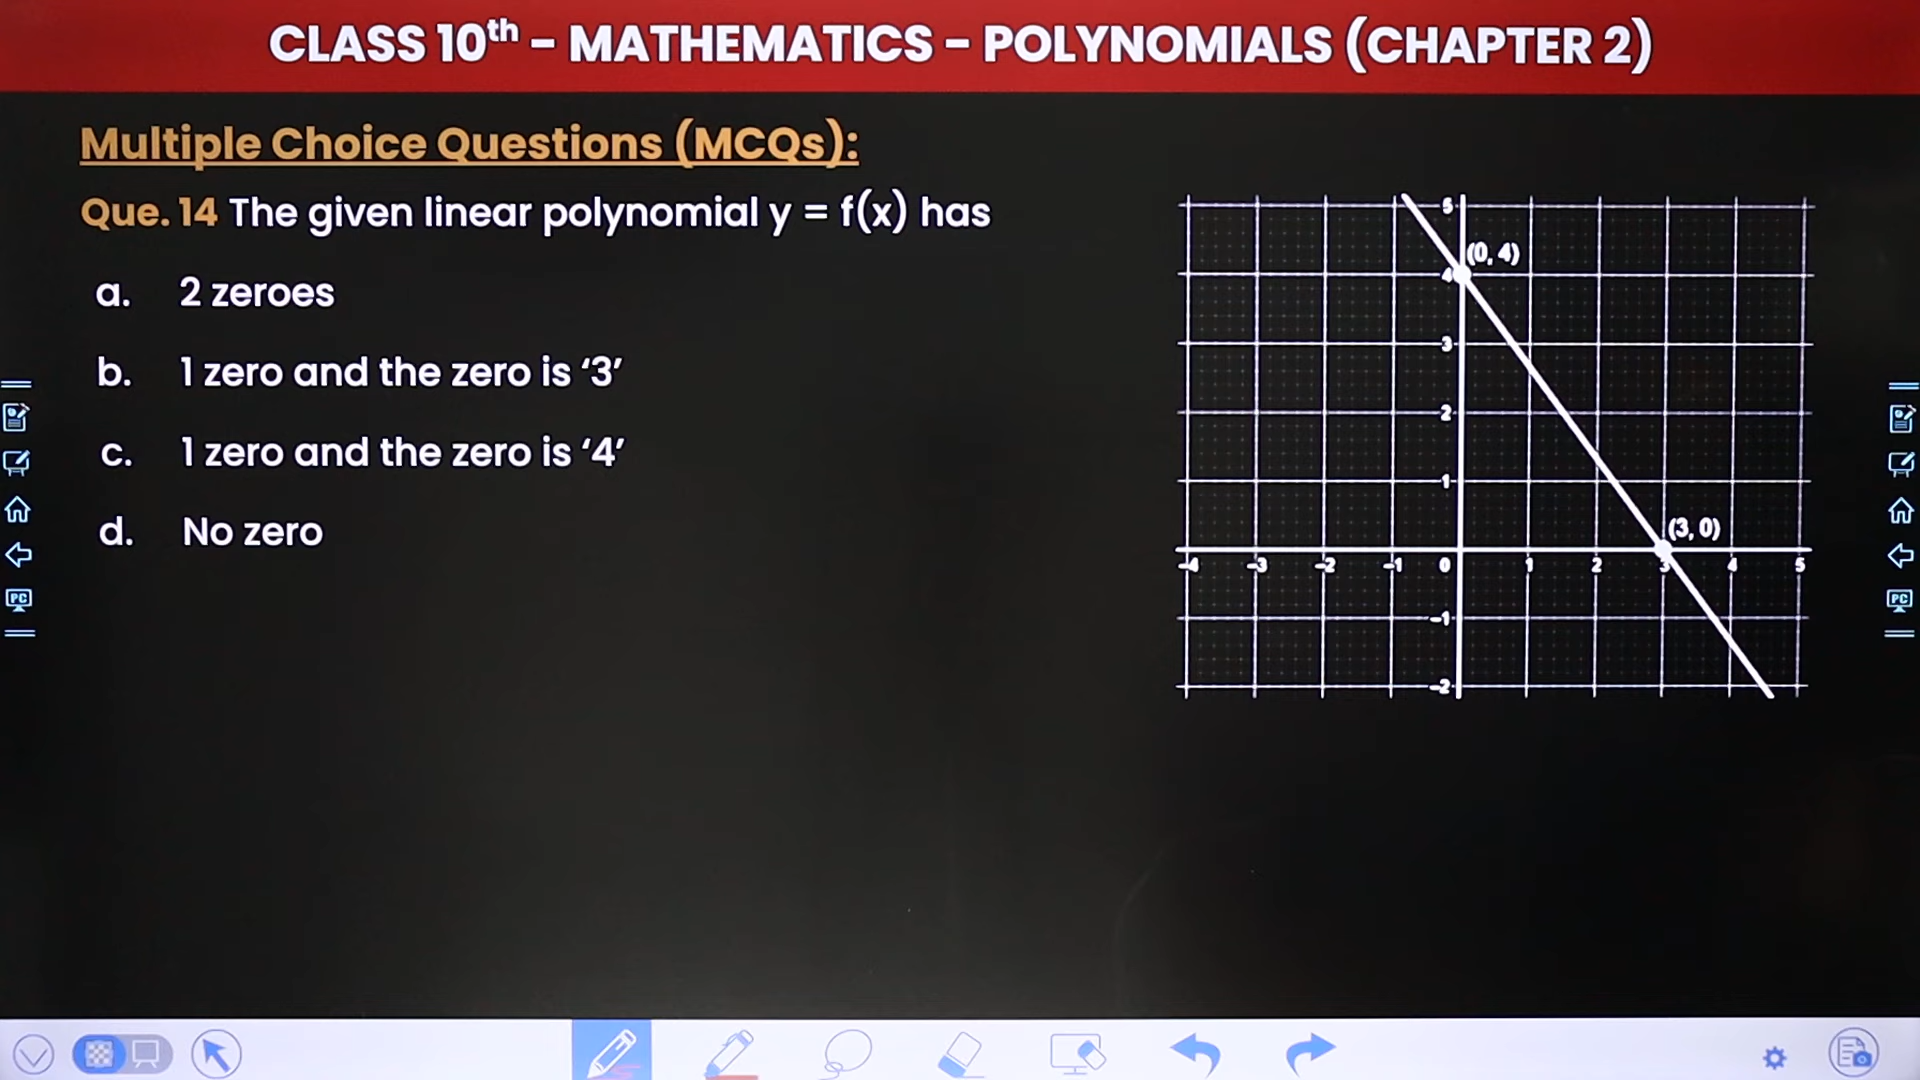 CLASS 10th – MATHEMATICS – POLYNOMIALS (CHAPTER 2)
Multiple Choice Questions (MCQs):
Que. 14 The given linear polynomial y = f(x) has
a. 2 zeroes
b. 1 zero and the zero is ‘3’
c. 1 zero and the zero is ‘4’
d. No zero
5
(0, 4)
4
3
2
1
(3, 0)
-4 -3 -2 -1 0 1 2 3 4 5
-1
-2
PC
PC